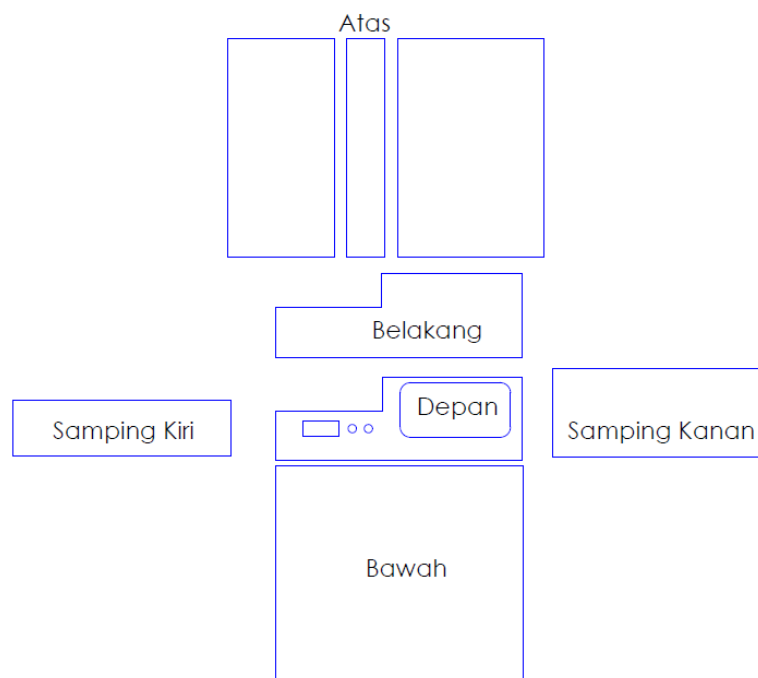 Atas
Belakang
Depan
Samping Kiri
Samping Kanan
Bawah